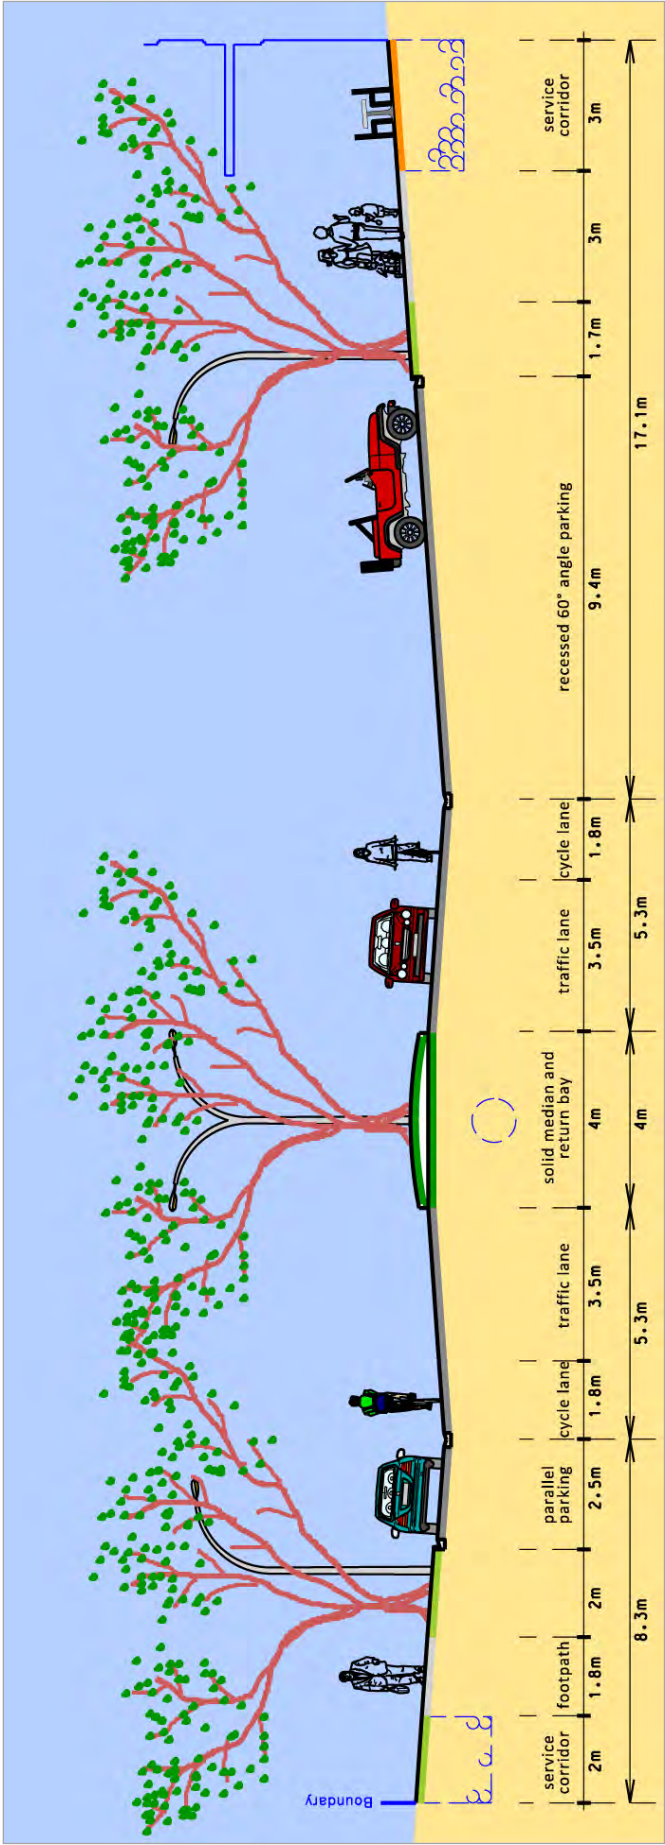 Boundary
service
corridor
footpath
parallel
parking
cycle lane
traffic lane
solid median and
return bay
traffic lane
cycle lane
recessed 60° angle parking
service
corridor
2m 1.8m 2m 2.5m 1.8m 3.5m 4m 3.5m 1.8m 9.4m 1.7m 3m 3m
8.3m 5.3m 4m 5.3m 17.1m